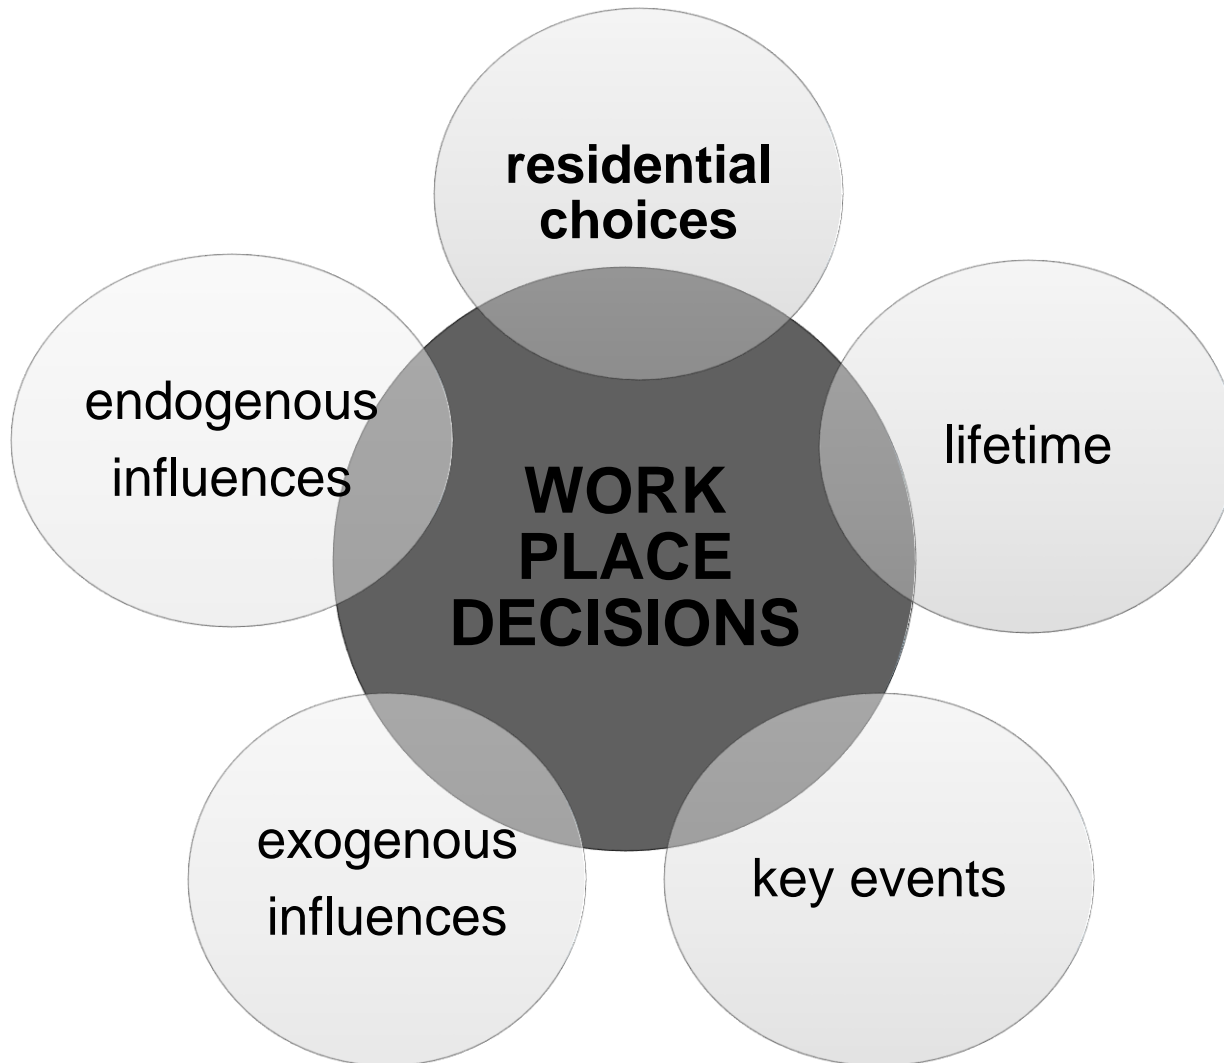 residential
choices
endogenous
influences
lifetime
WORK
PLACE
DECISIONS
exogenous
influences
key events